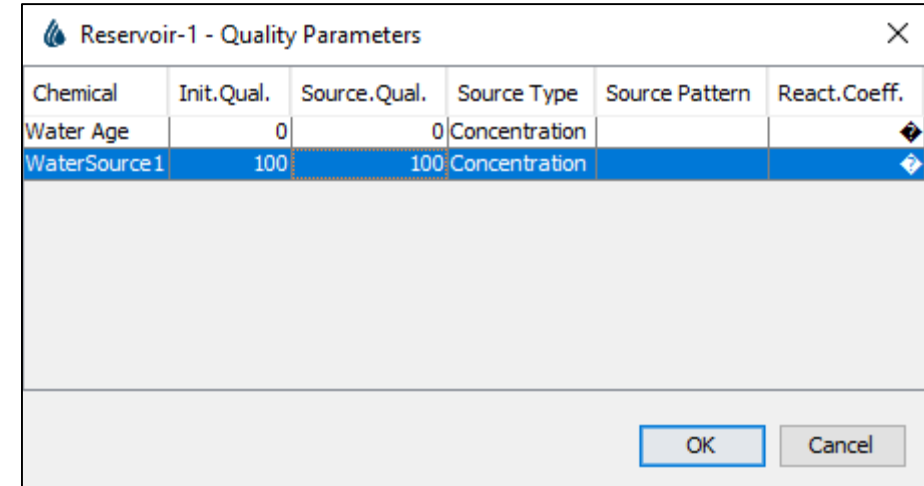 Reservoir-1 - Quality Parameters
Chemical Init.Qual. Source.Qual. Source Type Source Pattern React.Coeff.
Water Age 0 0 Concentration �
WaterSource1 100 100 Concentration �
OK Cancel